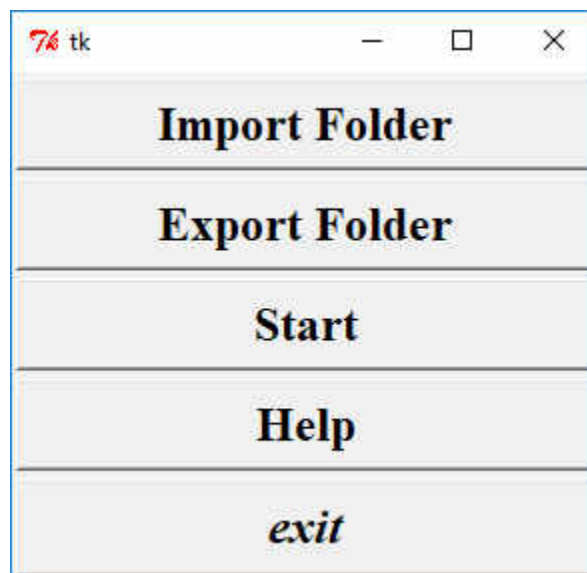 tk
Import Folder
Export Folder
Start
Help
exit